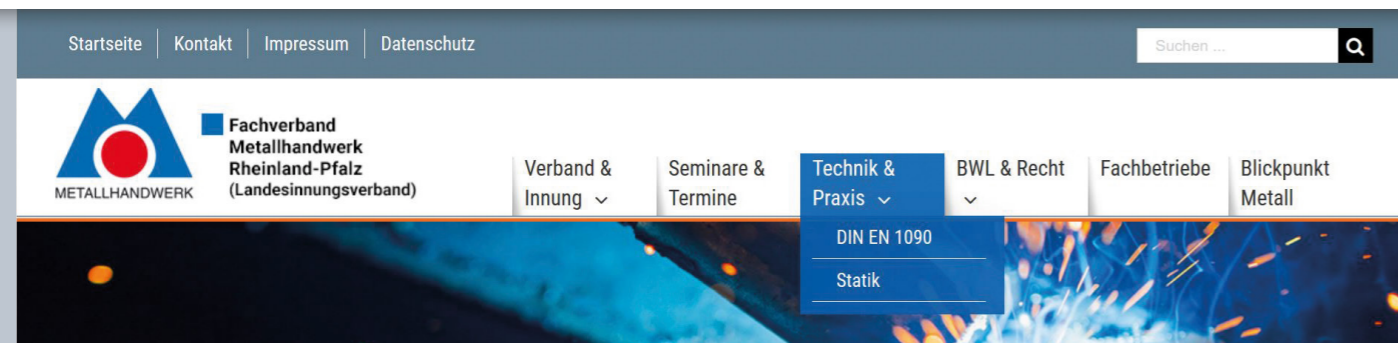 Startseite Kontakt Impressum Datenschutz
Suchen ...
METALLHANDWERK
Fachverband
Metallhandwerk
Rheinland-Pfalz
(Landesinnungsverband)
Verband &
Innung
Seminare &
Termine
Technik &
Praxis
BWL & Recht
Fachbetriebe
Blickpunkt
Metall
DIN EN 1090
Statik